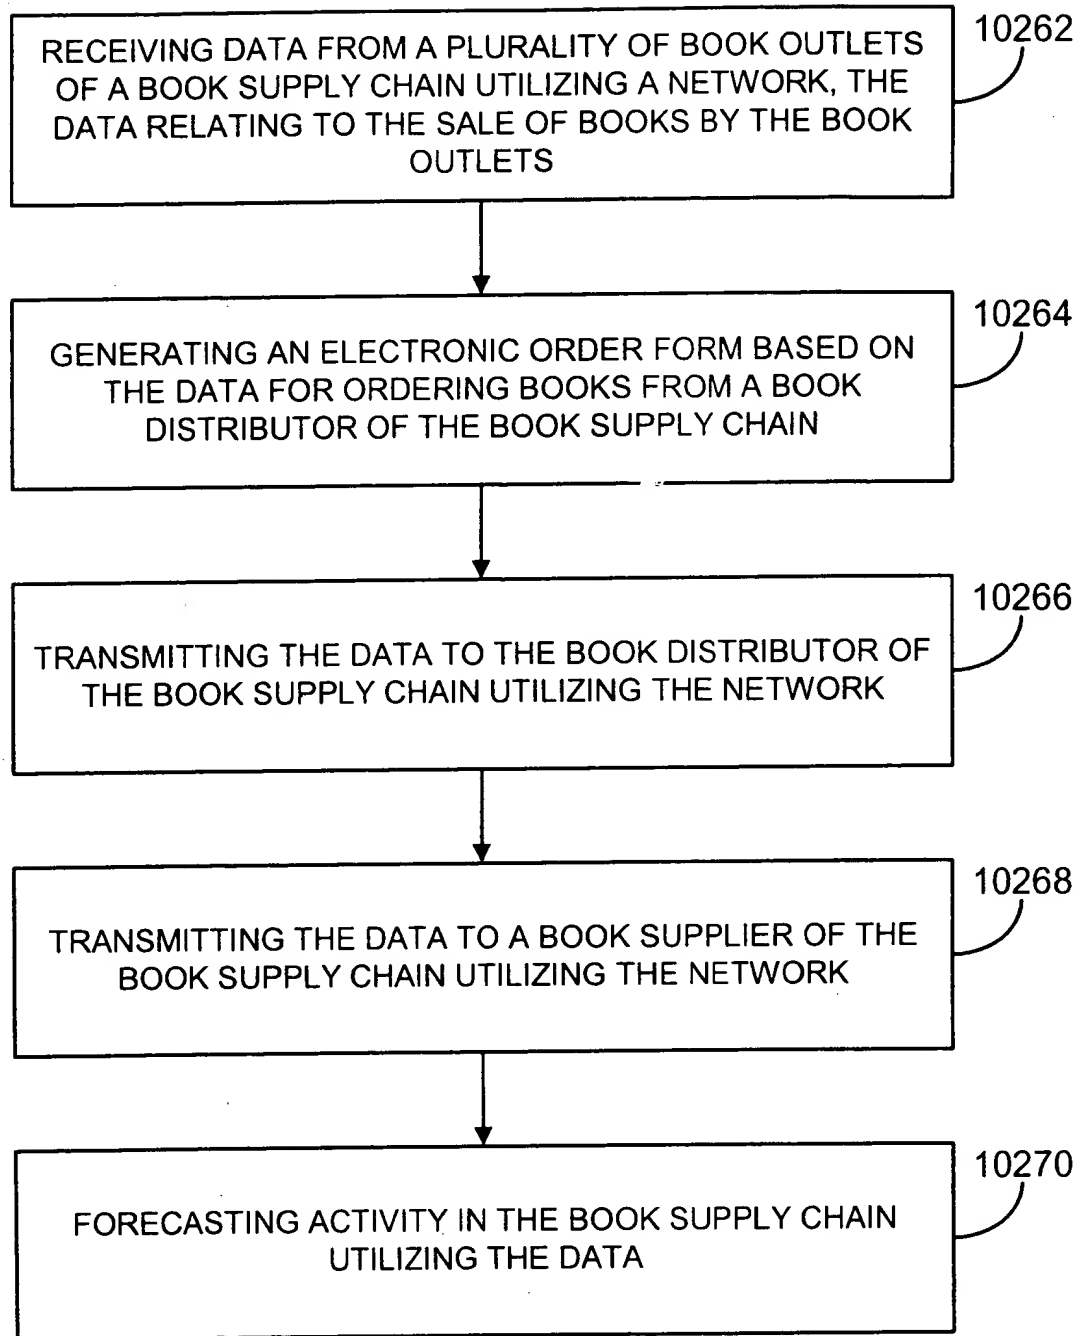 10262
RECEIVING DATA FROM A PLURALITY OF BOOK OUTLETS
OF A BOOK SUPPLY CHAIN UTILIZING A NETWORK, THE
DATA RELATING TO THE SALE OF BOOKS BY THE BOOK
OUTLETS
10264
GENERATING AN ELECTRONIC ORDER FORM BASED ON
THE DATA FOR ORDERING BOOKS FROM A BOOK
DISTRIBUTOR OF THE BOOK SUPPLY CHAIN
10266
TRANSMITTING THE DATA TO THE BOOK DISTRIBUTOR OF
THE BOOK SUPPLY CHAIN UTILIZING THE NETWORK
10268
TRANSMITTING THE DATA TO A BOOK SUPPLIER OF THE
BOOK SUPPLY CHAIN UTILIZING THE NETWORK
10270
FORECASTING ACTIVITY IN THE BOOK SUPPLY CHAIN
UTILIZING THE DATA